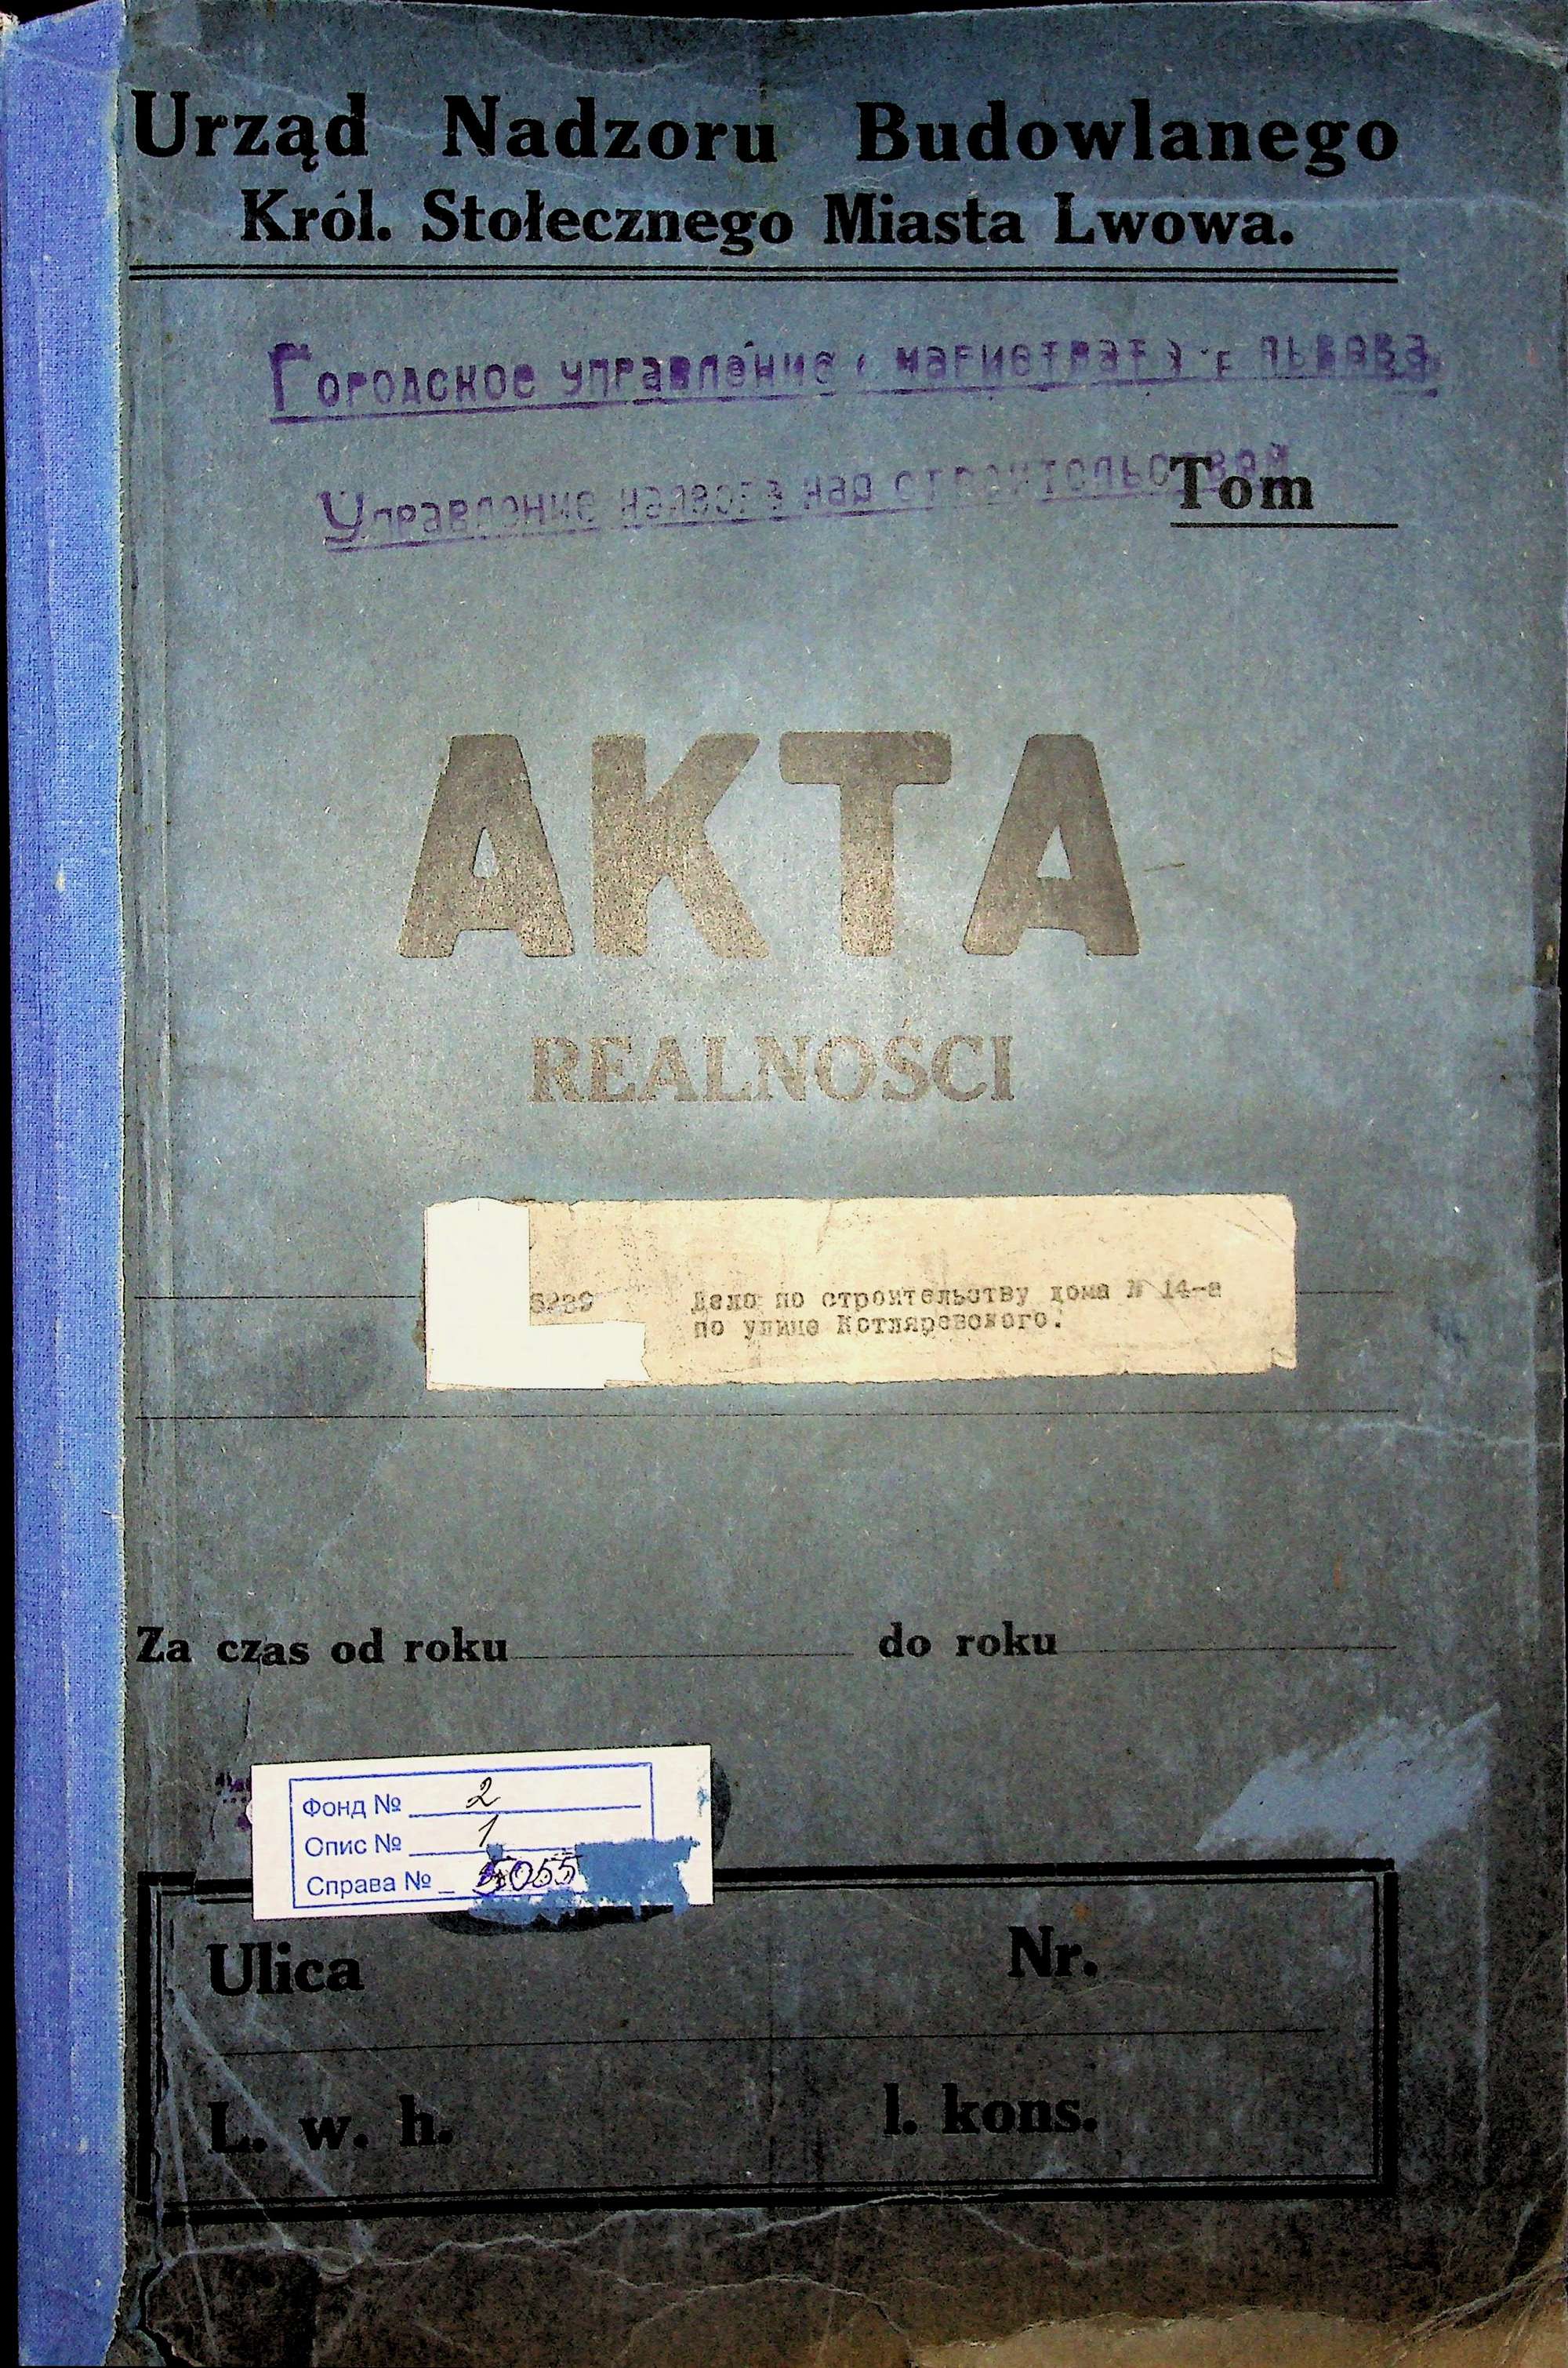 Urząd Nadzoru Budowlanego
Król. Stołecznego Miasta Lwowa.
Городское управление магистрата г Львова
Управление надзора над строительством
Tom
AKTA
REALNOŚCI
Дело по строительству дома № 14-а
по улице Котляревского.
Za czas od roku do roku
Фонд № 2
Опис № 1
Справа № 5055
Ulica Nr.
L. w. h. l. kons.